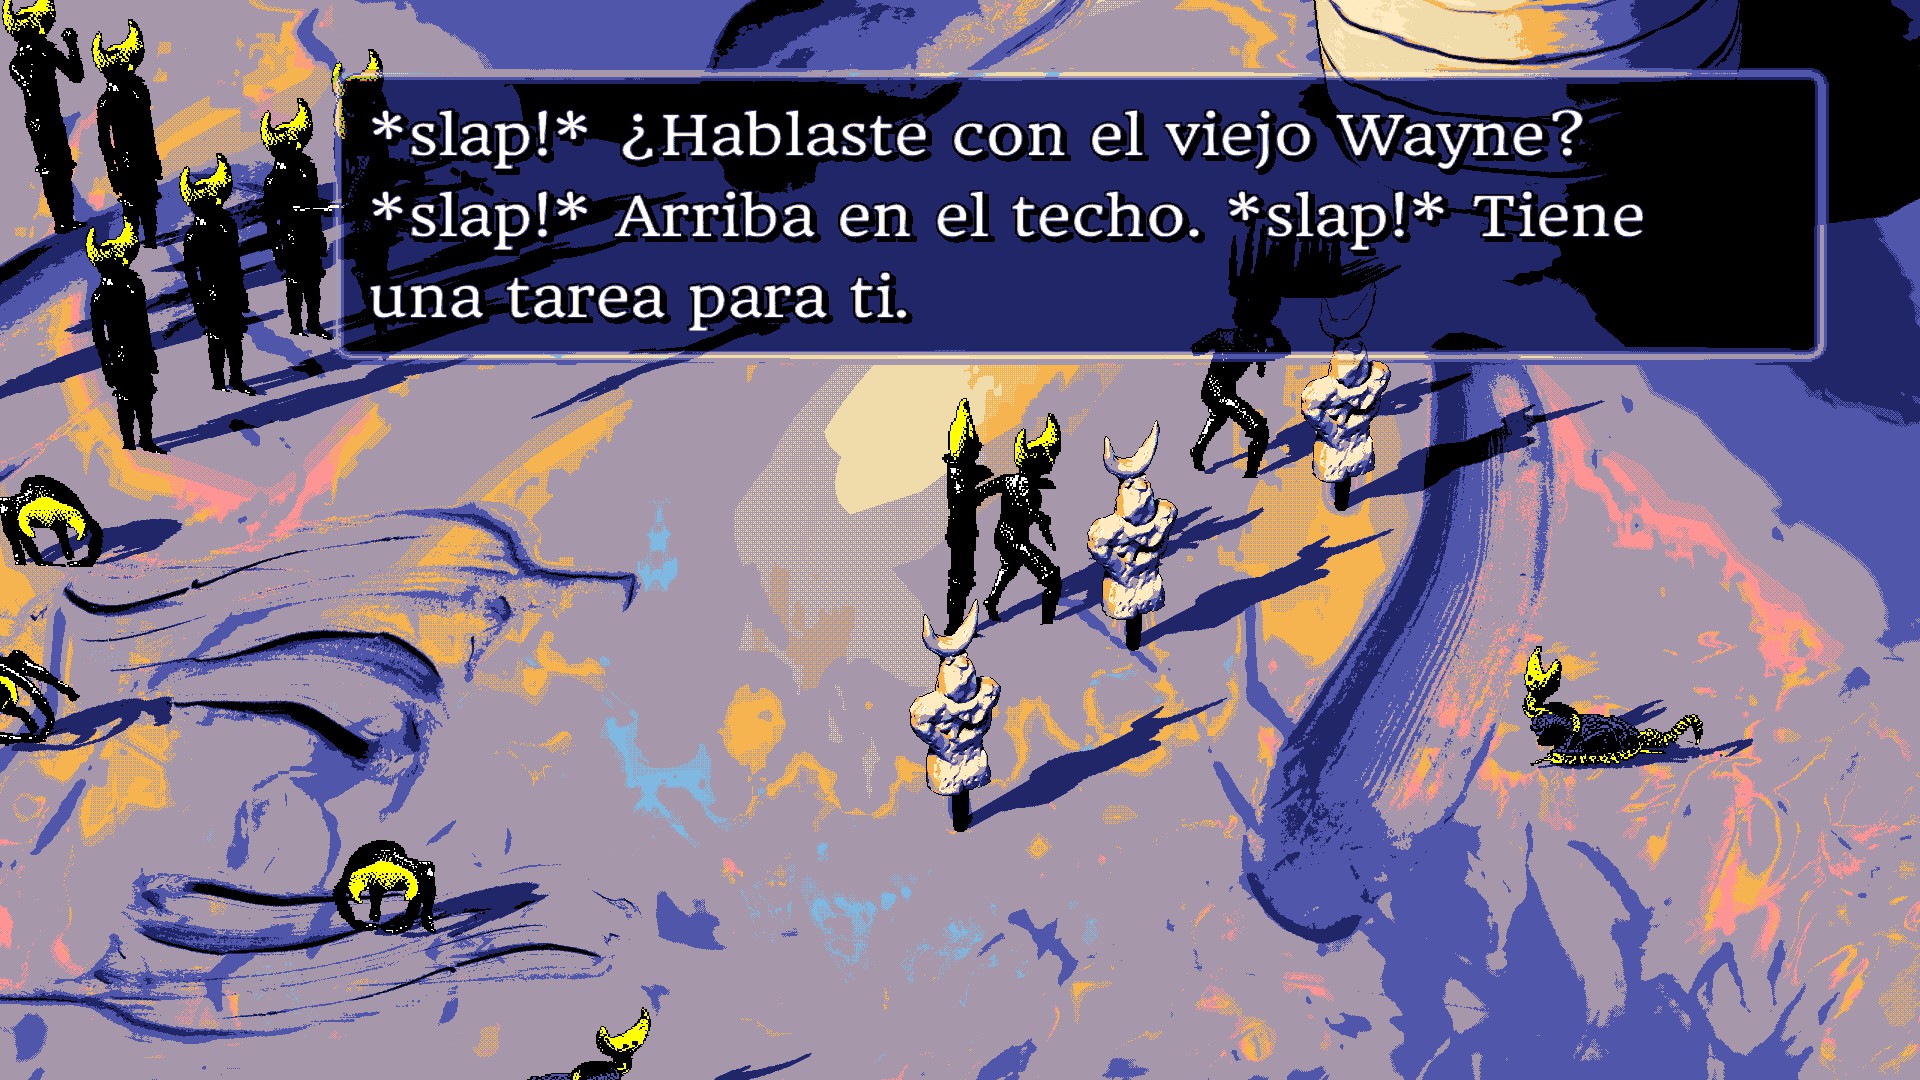 *slap!* ¿Hablaste con el viejo Wayne?
*slap!* Arriba en el techo. *slap!* Tiene
una tarea para ti.